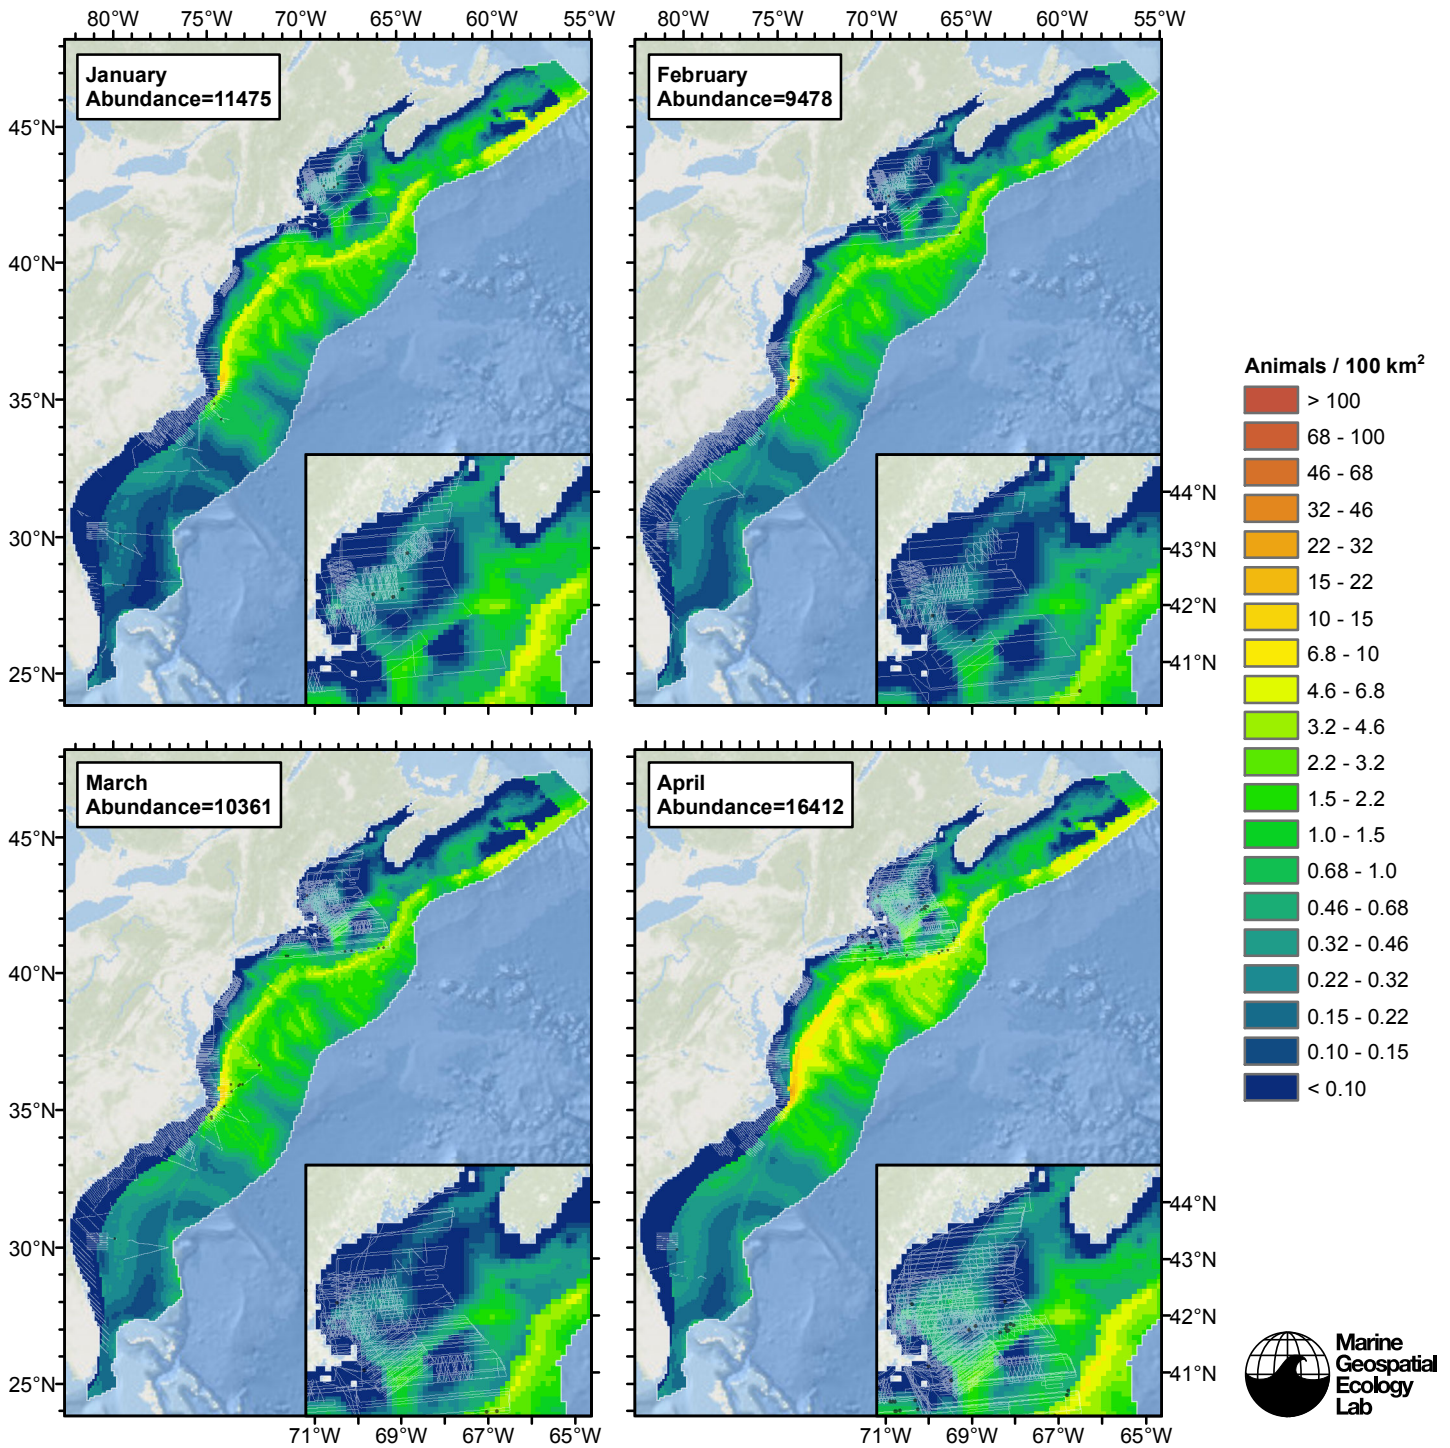 80°W 75°W 70°W 65°W 60°W 55°W 80°W 75°W 70°W 65°W 60°W 55°W
January
Abundance=11475
February
Abundance=9478
45°N
40°N
35°N
30°N
25°N
44°N
43°N
42°N
41°N
Animals / 100 km²
> 100
68 - 100
46 - 68
32 - 46
22 - 32
15 - 22
10 - 15
6.8 - 10
4.6 - 6.8
3.2 - 4.6
2.2 - 3.2
1.5 - 2.2
1.0 - 1.5
0.68 - 1.0
0.46 - 0.68
0.32 - 0.46
0.22 - 0.32
0.15 - 0.22
0.10 - 0.15
< 0.10
March
Abundance=10361
April
Abundance=16412
45°N
40°N
35°N
30°N
25°N
44°N
43°N
42°N
41°N
71°W 69°W 67°W 65°W 71°W 69°W 67°W 65°W
Marine
Geospatial
Ecology
Lab